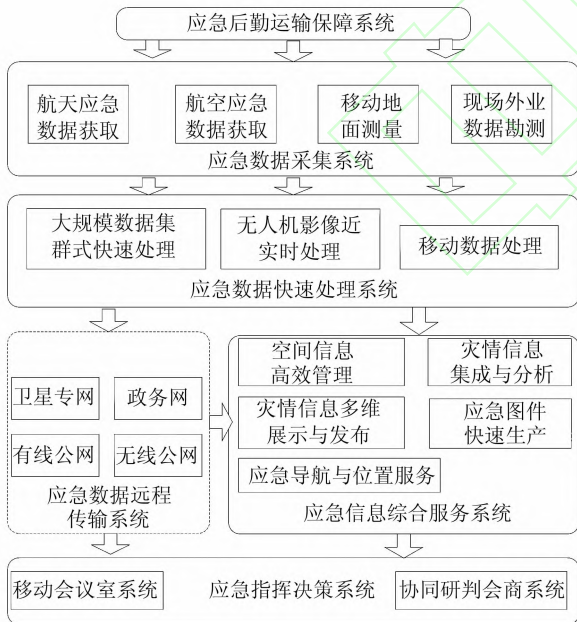 应急后勤运输保障系统
航天应急
数据获取
航空应急
数据获取
移动地
面测量
现场外业
数据勘测
应急数据采集系统
大规模数据集
群式快速处理
无人机影像近
实时处理
移动数据处理
应急数据快速处理系统
卫星专网
政务网
有线公网
无线公网
应急数据远程
传输系统
空间信息
高效管理
灾情信息
集成与分析
灾情信息多维
展示与发布
应急图件
快速生产
应急导航与位置服务
应急信息综合服务系统
移动会议室系统
应急指挥决策系统
协同研判会商系统